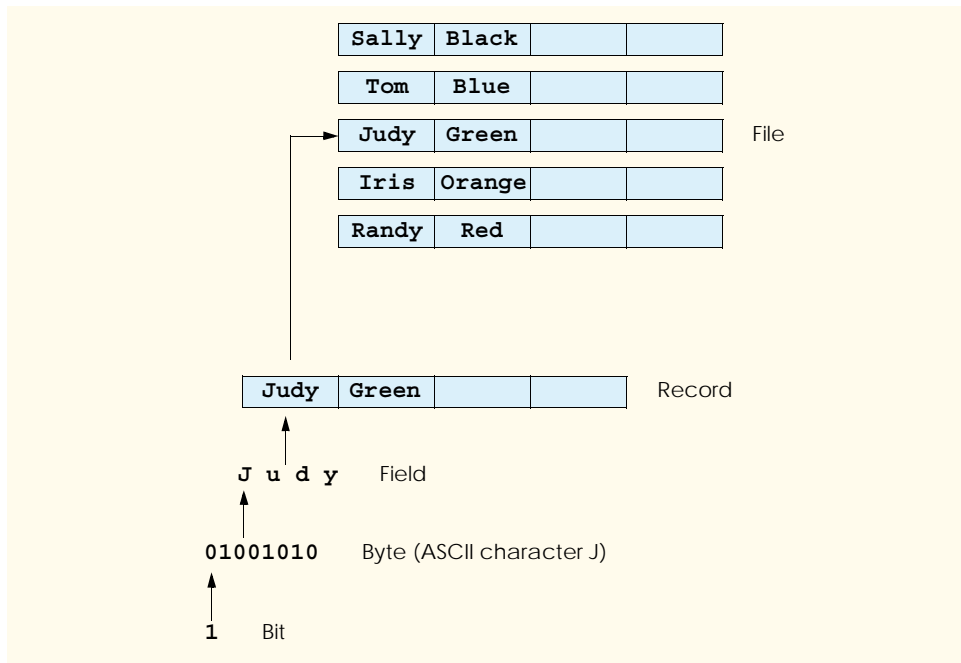 Sally Black
Tom Blue
Judy Green File
Iris Orange
Randy Red
Judy Green Record
J u d y Field
01001010 Byte (ASCII character J)
1 Bit